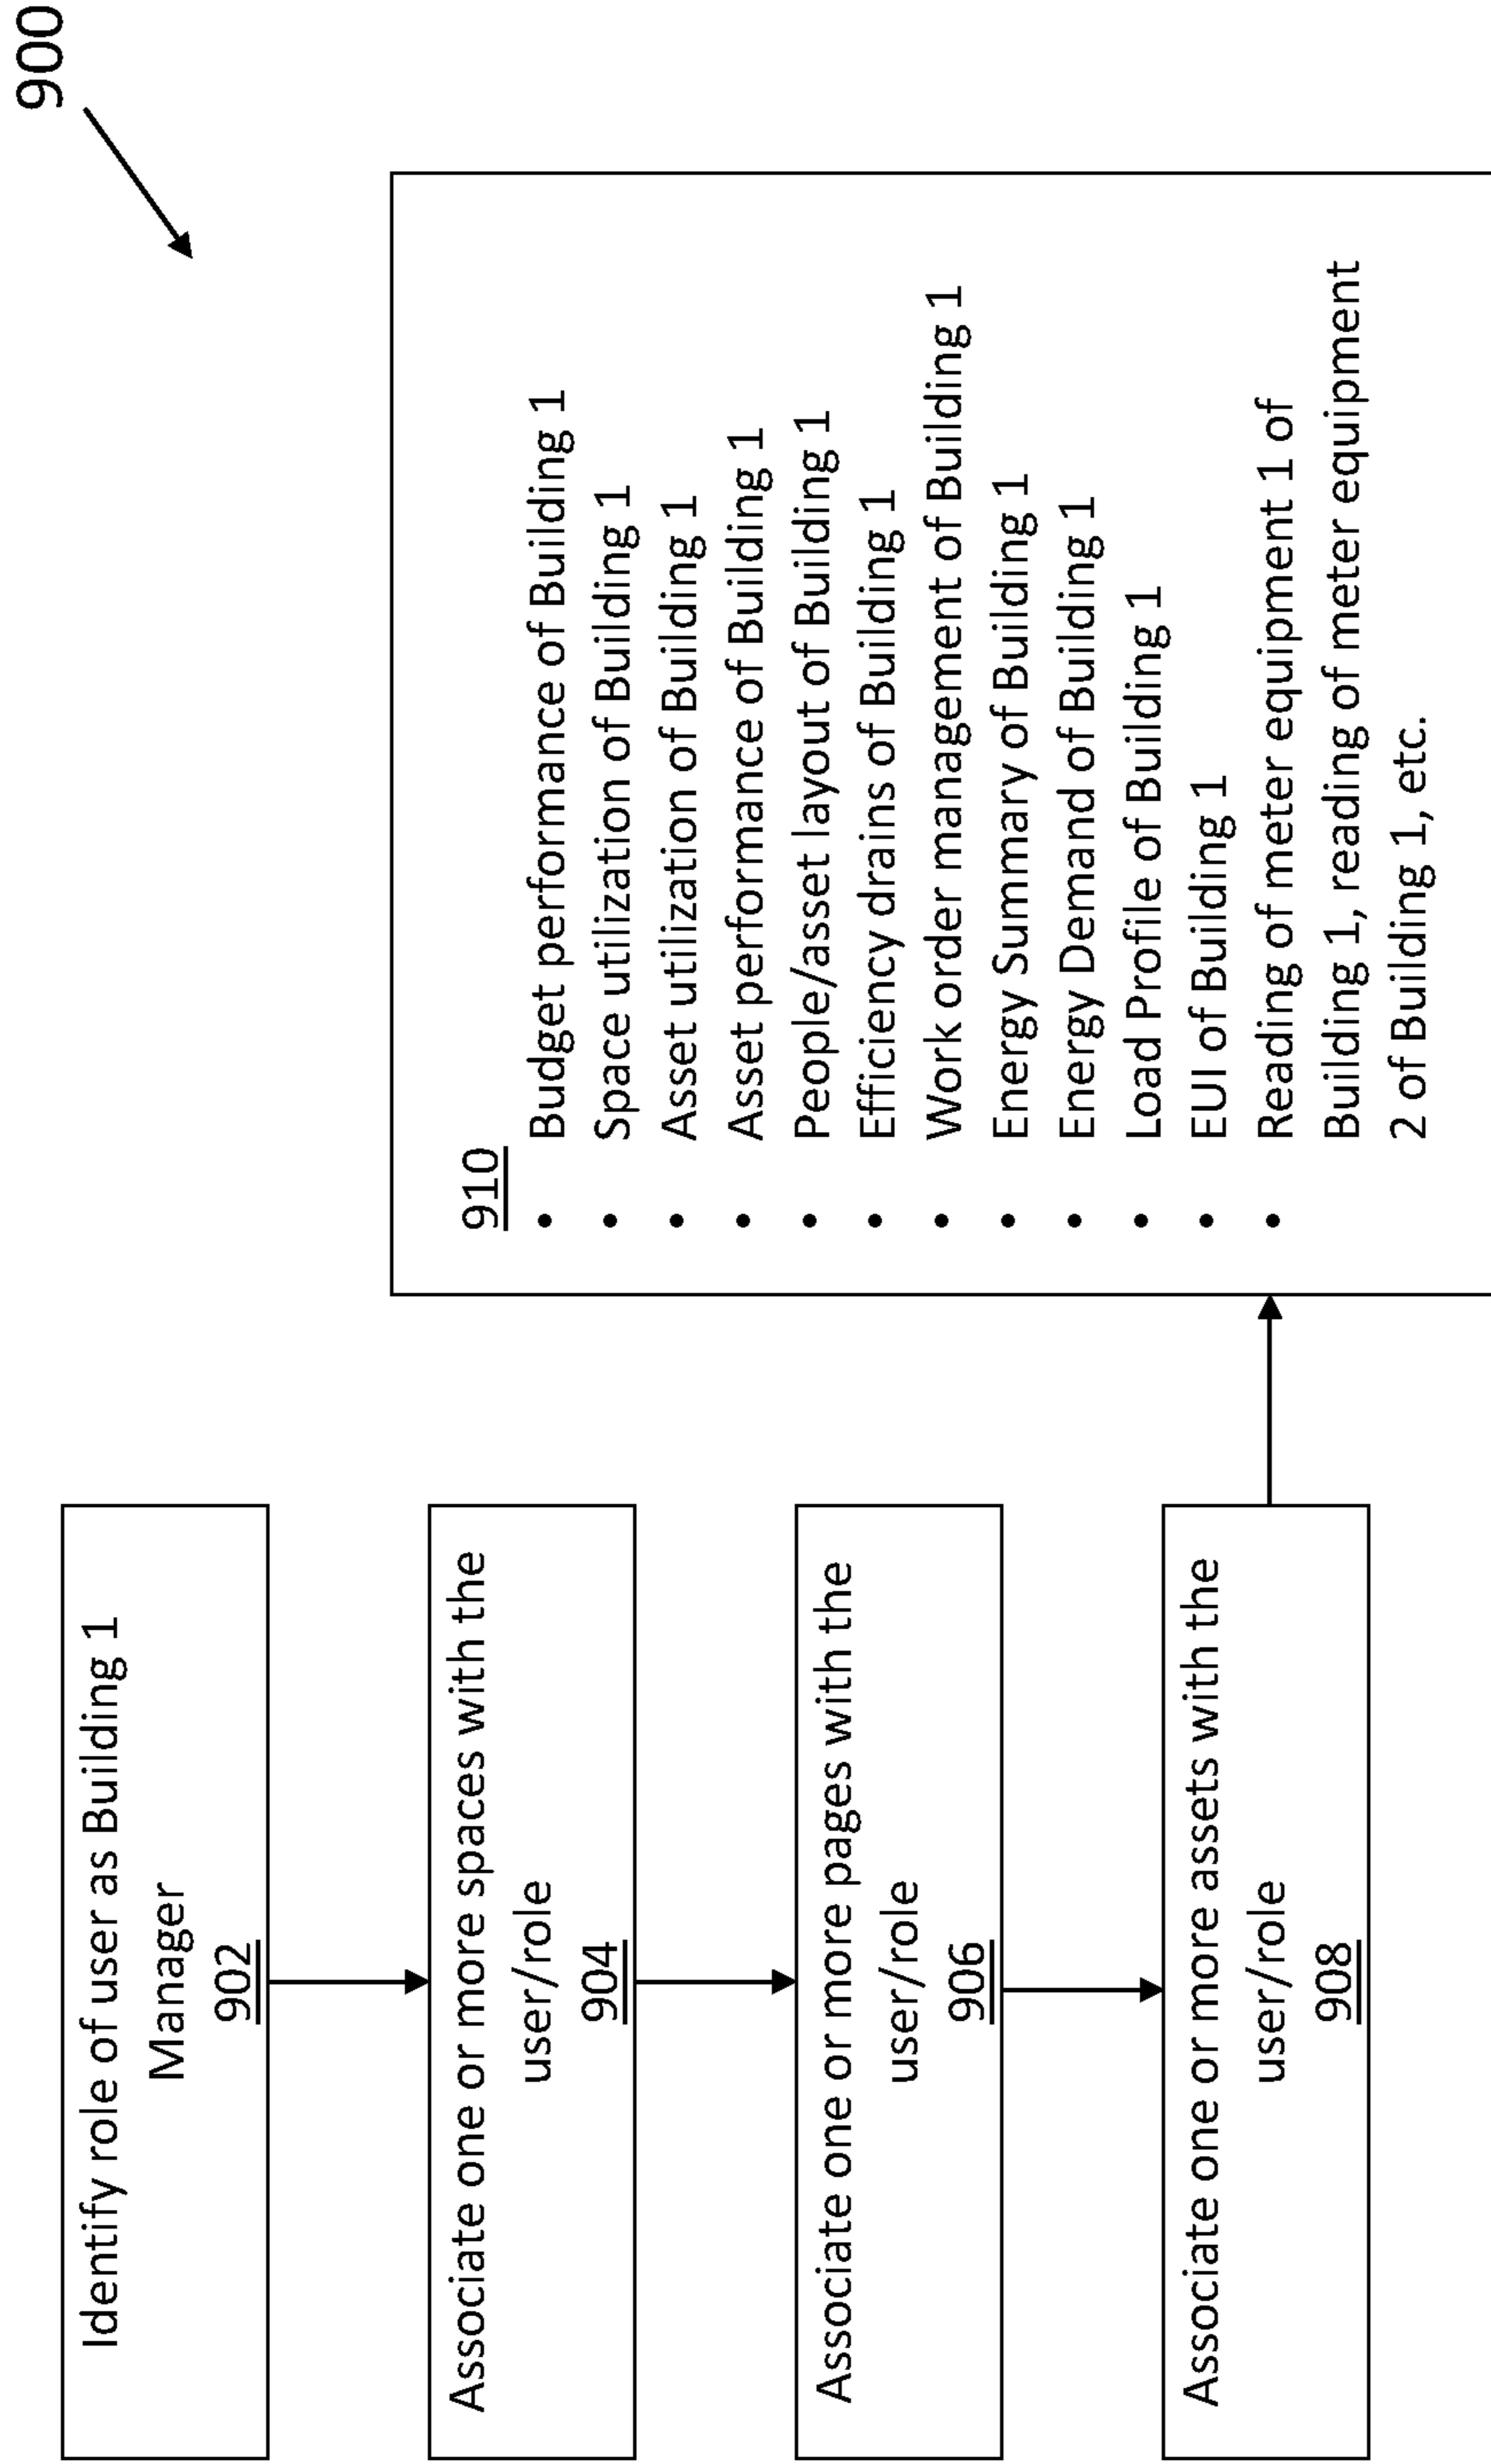 900
Identify role of user as Building 1
Manager
902
Associate one or more spaces with the
user/role
904
Associate one or more pages with the
user/role
906
Associate one or more assets with the
user/role
908
910
• Budget performance of Building 1
• Space utilization of Building 1
• Asset utilization of Building 1
• Asset performance of Building 1
• People/asset layout of Building 1
• Efficiency drains of Building 1
• Work order management of Building 1
• Energy Summary of Building 1
• Energy Demand of Building 1
• Load Profile of Building 1
• EUI of Building 1
• Reading of meter equipment 1 of
Building 1, reading of meter equipment
2 of Building 1, etc.